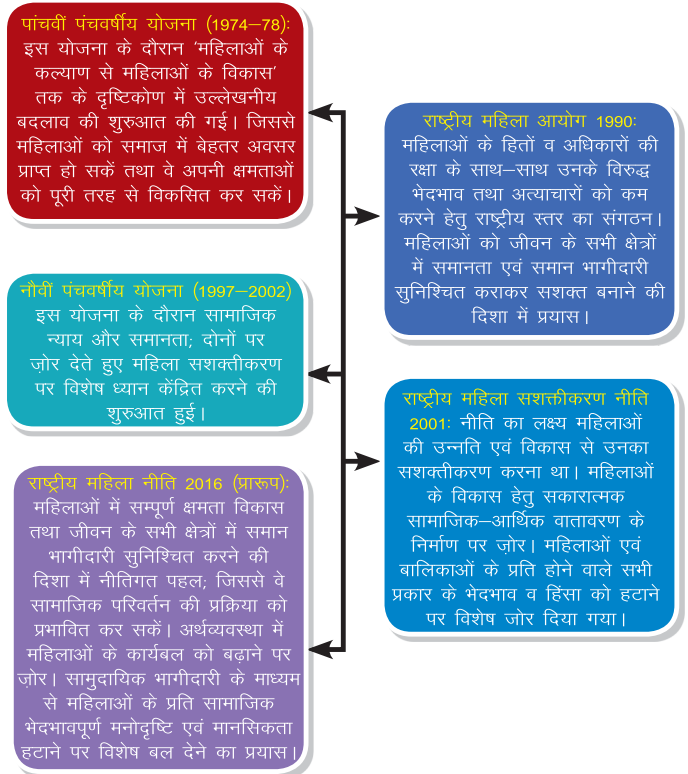 पांचवीं पंचवर्षीय योजना (1974–78):
इस योजना के दौरान ‘महिलाओं के
कल्याण से महिलाओं के विकास’
तक के दृष्टिकोण में उल्लेखनीय
बदलाव की शुरुआत की गई। जिससे
महिलाओं को समाज में बेहतर अवसर
प्राप्त हो सकें तथा वे अपनी क्षमताओं
को पूरी तरह से विकसित कर सकें।
राष्ट्रीय महिला आयोग 1990:
महिलाओं के हितों व अधिकारों की
रक्षा के साथ–साथ उनके विरुद्ध
भेदभाव तथा अत्याचारों को कम
करने हेतु राष्ट्रीय स्तर का संगठन।
महिलाओं को जीवन के सभी क्षेत्रों
में समानता एवं समान भागीदारी
सुनिश्चित कराकर सशक्त बनाने की
दिशा में प्रयास।
नौवीं पंचवर्षीय योजना (1997–2002)
इस योजना के दौरान सामाजिक
न्याय और समानता; दोनों पर
ज़ोर देते हुए महिला सशक्तीकरण
पर विशेष ध्यान केंद्रित करने की
शुरुआत हुई।
राष्ट्रीय महिला सशक्तीकरण नीति
2001: नीति का लक्ष्य महिलाओं
की उन्नति एवं विकास से उनका
सशक्तीकरण करना था। महिलाओं
के विकास हेतु सकारात्मक
सामाजिक–आर्थिक वातावरण के
निर्माण पर ज़ोर। महिलाओं एवं
बालिकाओं के प्रति होने वाले सभी
प्रकार के भेदभाव व हिंसा को हटाने
पर विशेष जोर दिया गया।
राष्ट्रीय महिला नीति 2016 (प्रारूप):
महिलाओं में सम्पूर्ण क्षमता विकास
तथा जीवन के सभी क्षेत्रों में समान
भागीदारी सुनिश्चित करने की
दिशा में नीतिगत पहल; जिससे वे
सामाजिक परिवर्तन की प्रक्रिया को
प्रभावित कर सकें। अर्थव्यवस्था में
महिलाओं के कार्यबल को बढ़ाने पर
ज़ोर। सामुदायिक भागीदारी के माध्यम
से महिलाओं के प्रति सामाजिक
भेदभावपूर्ण मनोदृष्टि एवं मानसिकता
हटाने पर विशेष बल देने का प्रयास।